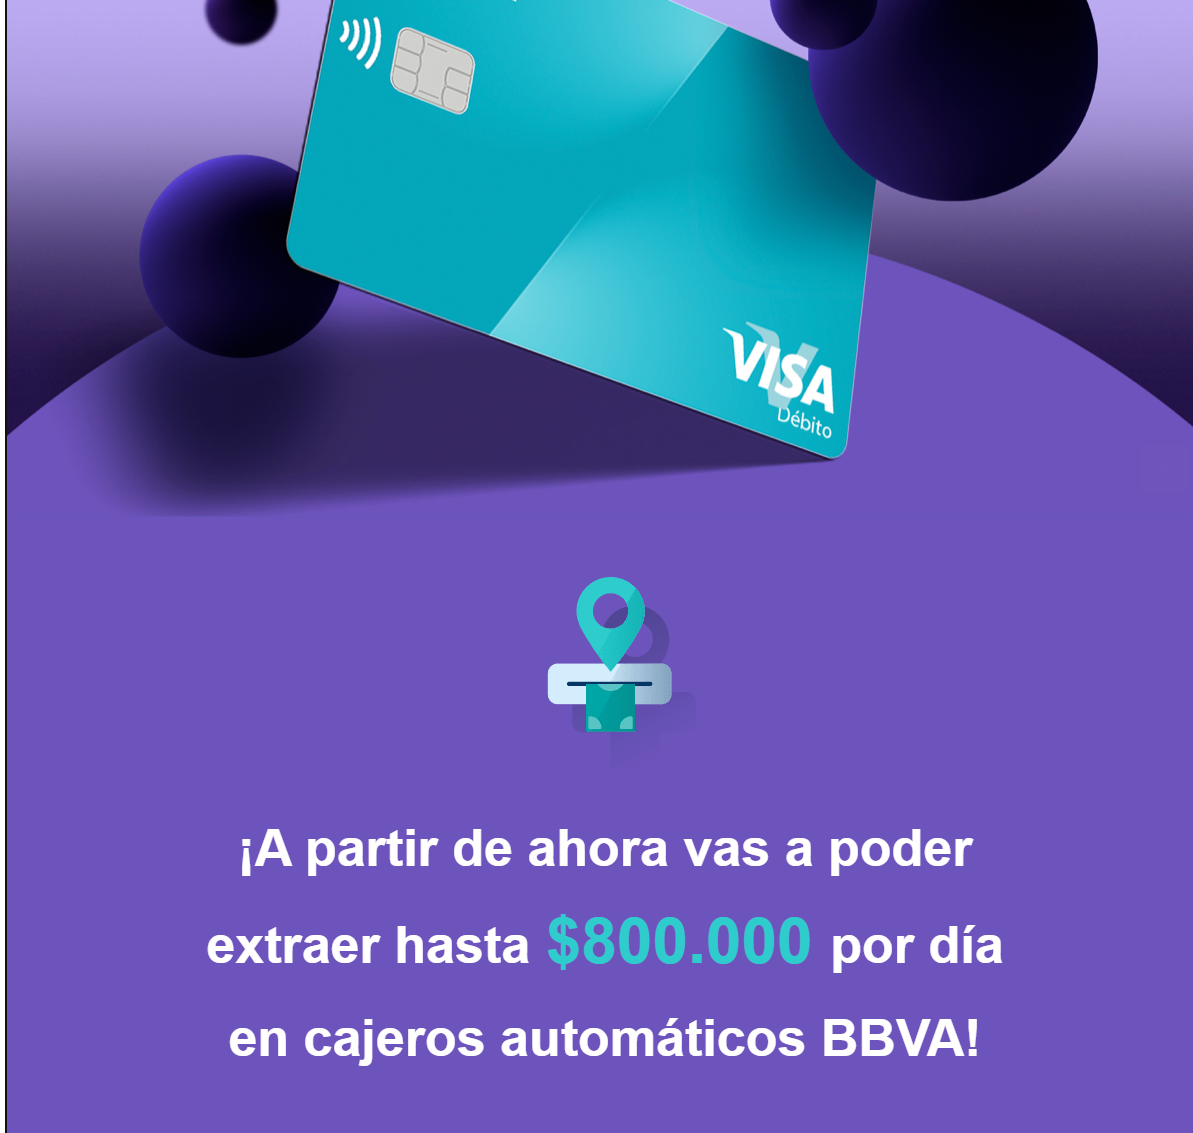 VISA
Débito
¡A partir de ahora vas a poder
extraer hasta $800.000 por día
en cajeros automáticos BBVA!